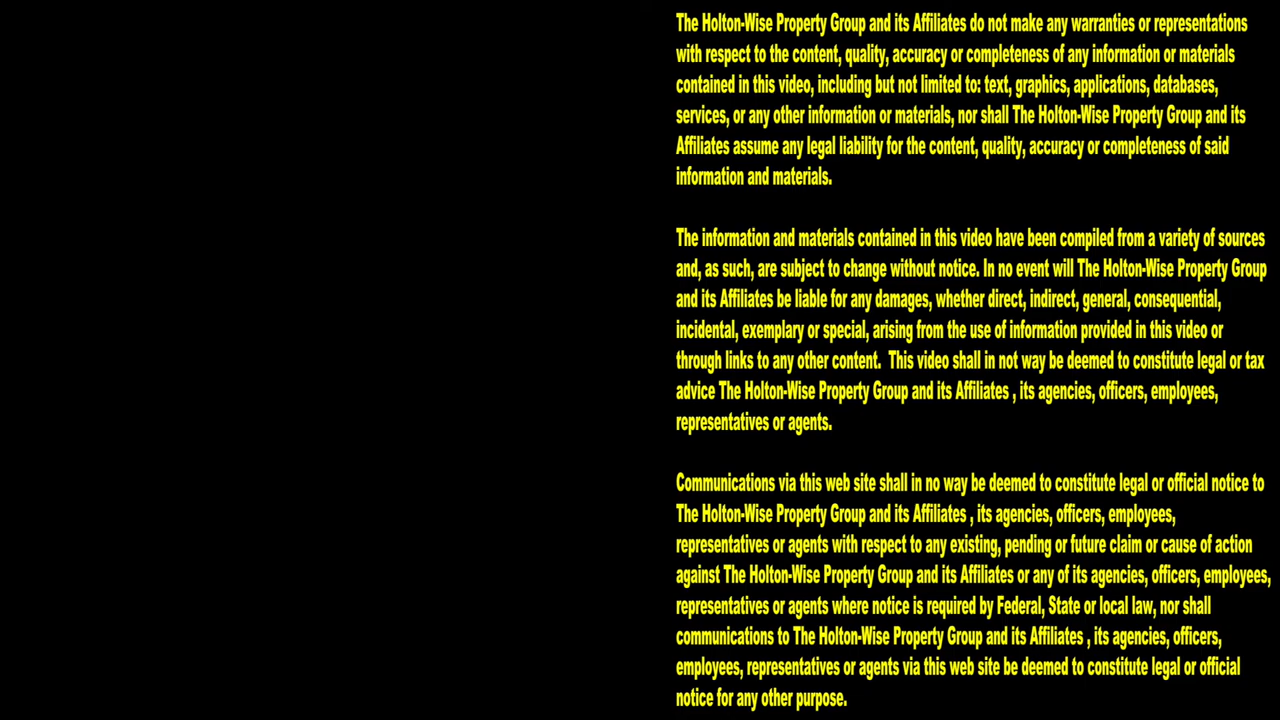 The Holton-Wise Property Group and its Affiliates do not make any warranties or representations
with respect to the content, quality, accuracy or completeness of any information or materials
contained in this video, including but not limited to: text, graphics, applications, databases,
services, or any other information or materials, nor shall The Holton-Wise Property Group and its
Affiliates assume any legal liability for the content, quality, accuracy or completeness of said
information and materials.
The information and materials contained in this video have been compiled from a variety of sources
and, as such, are subject to change without notice. In no event will The Holton-Wise Property Group
and its Affiliates be liable for any damages, whether direct, indirect, general, consequential,
incidental, exemplary or special, arising from the use of information provided in this video or
through links to any other content.  This video shall in not way be deemed to constitute legal or tax
advice The Holton-Wise Property Group and its Affiliates , its agencies, officers, employees,
representatives or agents.
Communications via this web site shall in no way be deemed to constitute legal or official notice to
The Holton-Wise Property Group and its Affiliates , its agencies, officers, employees,
representatives or agents with respect to any existing, pending or future claim or cause of action
against The Holton-Wise Property Group and its Affiliates or any of its agencies, officers, employees,
representatives or agents where notice is required by Federal, State or local law, nor shall
communications to The Holton-Wise Property Group and its Affiliates , its agencies, officers,
employees, representatives or agents via this web site be deemed to constitute legal or official
notice for any other purpose.